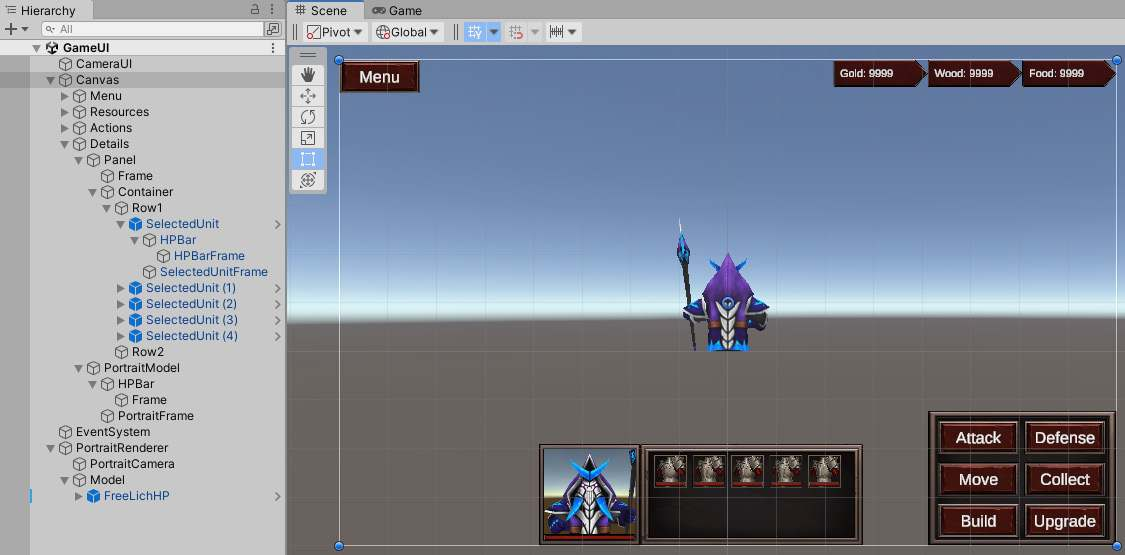 Hierarchy
Scene
Game
All
Pivot
Global
GameUI
CameraUI
Canvas
Menu
Resources
Actions
Details
Panel
Frame
Container
Row1
SelectedUnit
HPBar
HPBarFrame
SelectedUnitFrame
SelectedUnit (1)
SelectedUnit (2)
SelectedUnit (3)
SelectedUnit (4)
Row2
PortraitModel
HPBar
Frame
PortraitFrame
EventSystem
PortraitRenderer
PortraitCamera
Model
FreeLichHP
Menu
Gold: 9999
Wood: 9999
Food: 9999
Attack
Defense
Move
Collect
Build
Upgrade